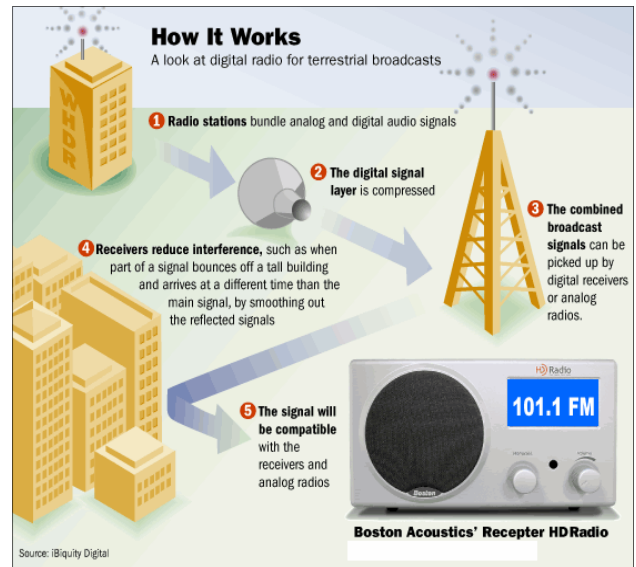 How It Works
A look at digital radio for terrestrial broadcasts
WHDR
1 Radio stations bundle analog and digital audio signals
2 The digital signal
layer is compressed
3 The combined
broadcast
signals can be
picked up by
digital receivers
or analog
radios.
4 Receivers reduce interference, such as when
part of a signal bounces off a tall building
and arrives at a different time than the
main signal, by smoothing out
the reflected signals
5 The signal will
be compatible
with the
receivers and
analog radios
HD Radio
101.1 FM
Boston
Boston Acoustics' Recepter HDRadio
Source: iBiquity Digital